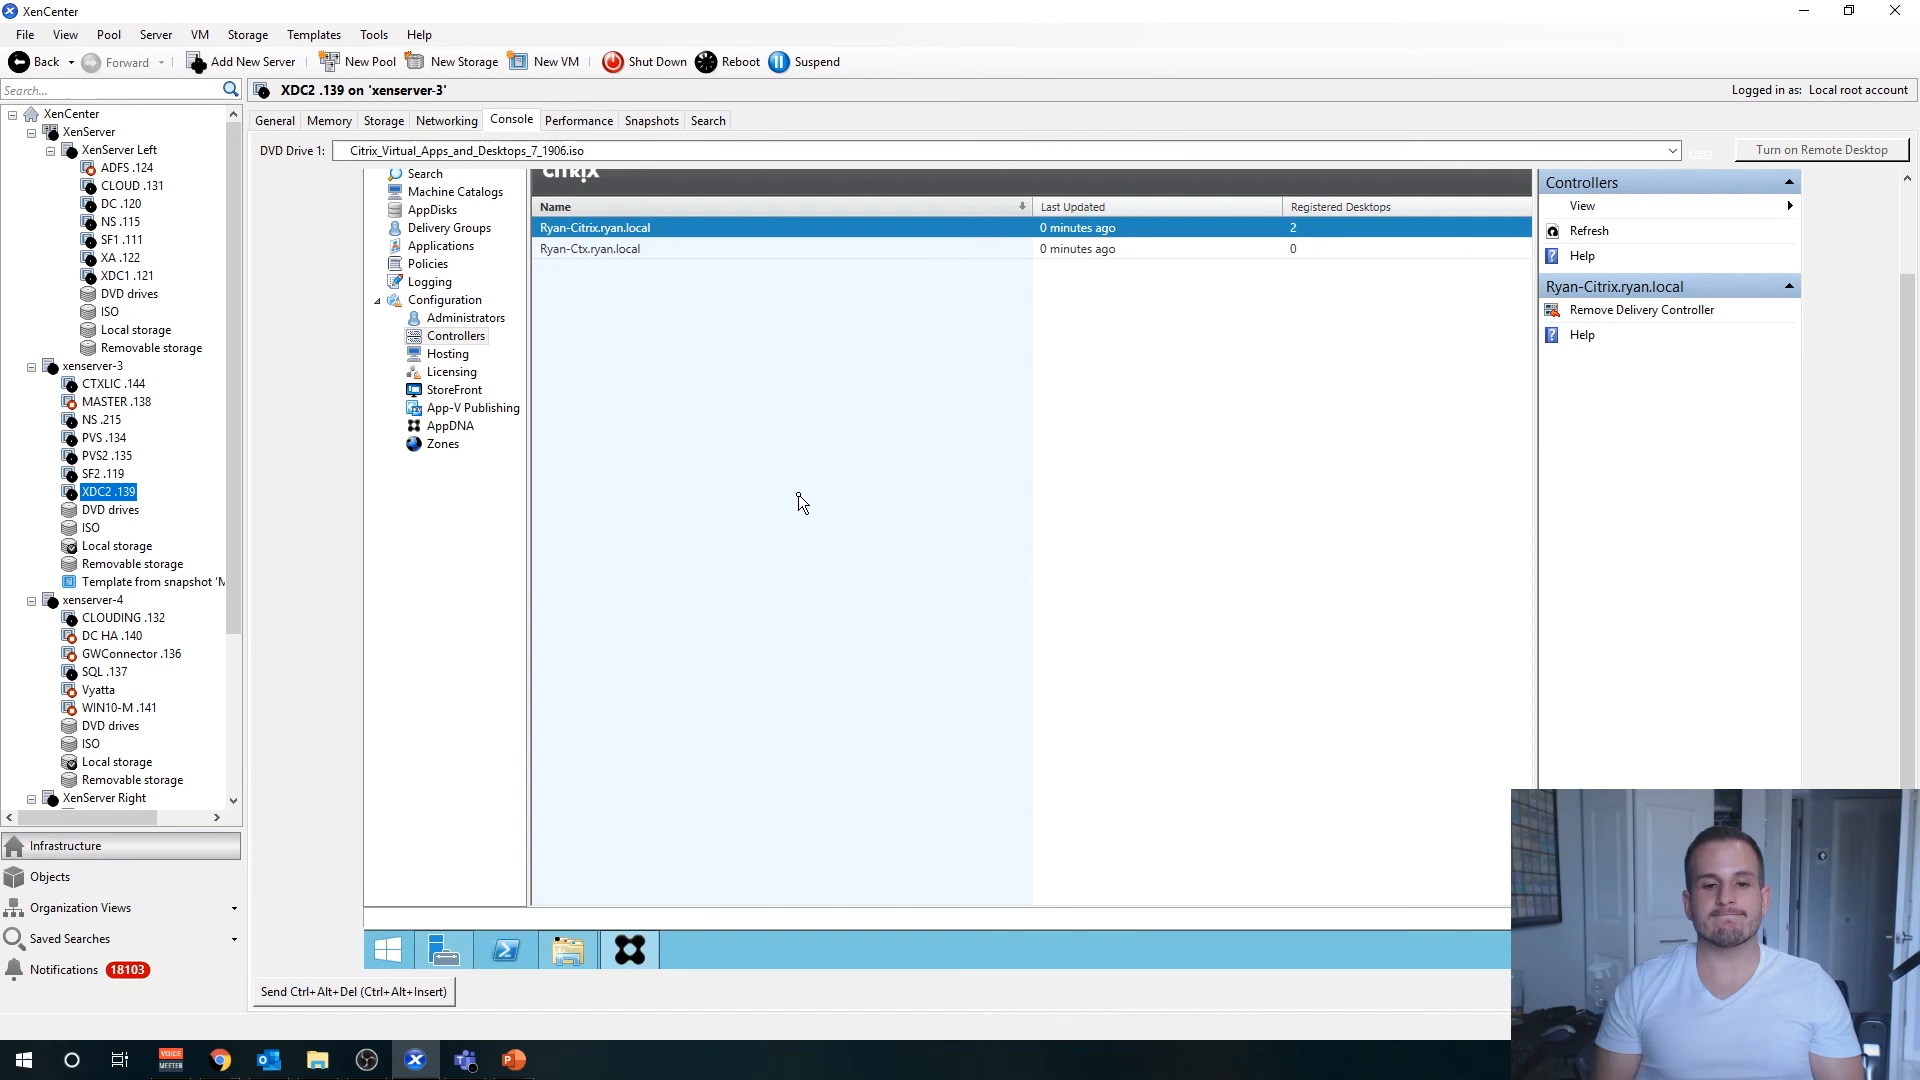 XenCenter
File View Pool Server VM Storage Templates Tools Help
Back Forward Add New Server New Pool New Storage New VM Shut Down Reboot Suspend
Search...
XDC2 .139 on 'xenserver-3'
Logged in as: Local root account
General Memory Storage Networking Console Performance Snapshots Search
DVD Drive 1: Citrix_Virtual_Apps_and_Desktops_7_1906.iso
Eject
Turn on Remote Desktop
XenCenter
XenServer
XenServer Left
ADFS .124
CLOUD .131
DC .120
NS .115
SF1 .111
XA .122
XDC1 .121
DVD drives
ISO
Local storage
Removable storage
xenserver-3
CTXLIC .144
MASTER .138
NS .215
PVS .134
PVS2 .135
SF2 .119
XDC2 .139
DVD drives
ISO
Local storage
Removable storage
Template from snapshot 'M
xenserver-4
CLOUDING .132
DC HA .140
GWConnector .136
SQL .137
Vyatta
WIN10-M .141
DVD drives
ISO
Local storage
Removable storage
XenServer Right
Infrastructure
Objects
Organization Views
Saved Searches
Notifications 18103
Search
Machine Catalogs
AppDisks
Delivery Groups
Applications
Policies
Logging
Configuration
Administrators
Controllers
Hosting
Licensing
StoreFront
App-V Publishing
AppDNA
Zones
CITRIX
Name Last Updated Registered Desktops
Ryan-Citrix.ryan.local 0 minutes ago 2
Ryan-Ctx.ryan.local 0 minutes ago 0
Controllers
View
Refresh
Help
Ryan-Citrix.ryan.local
Remove Delivery Controller
Help
Send Ctrl+Alt+Del (Ctrl+Alt+Insert)
VOICE
MEETER